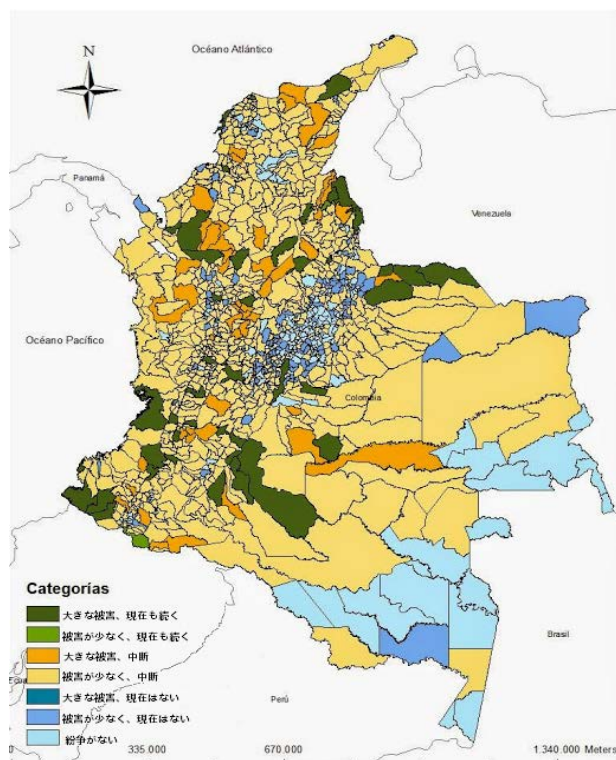 Océano Atlántico
N
Panamá
Venezuela
Océano Pacífico
Colombia
Categorías
大きな被害、現在も続く
被害が少なく、現在も続く
大きな被害、中断
被害が少なく、中断
大きな被害、現在はない
被害が少なく、現在はない
紛争がない
Brasil
Perú
335.000
670.000
1.340.000 Meters